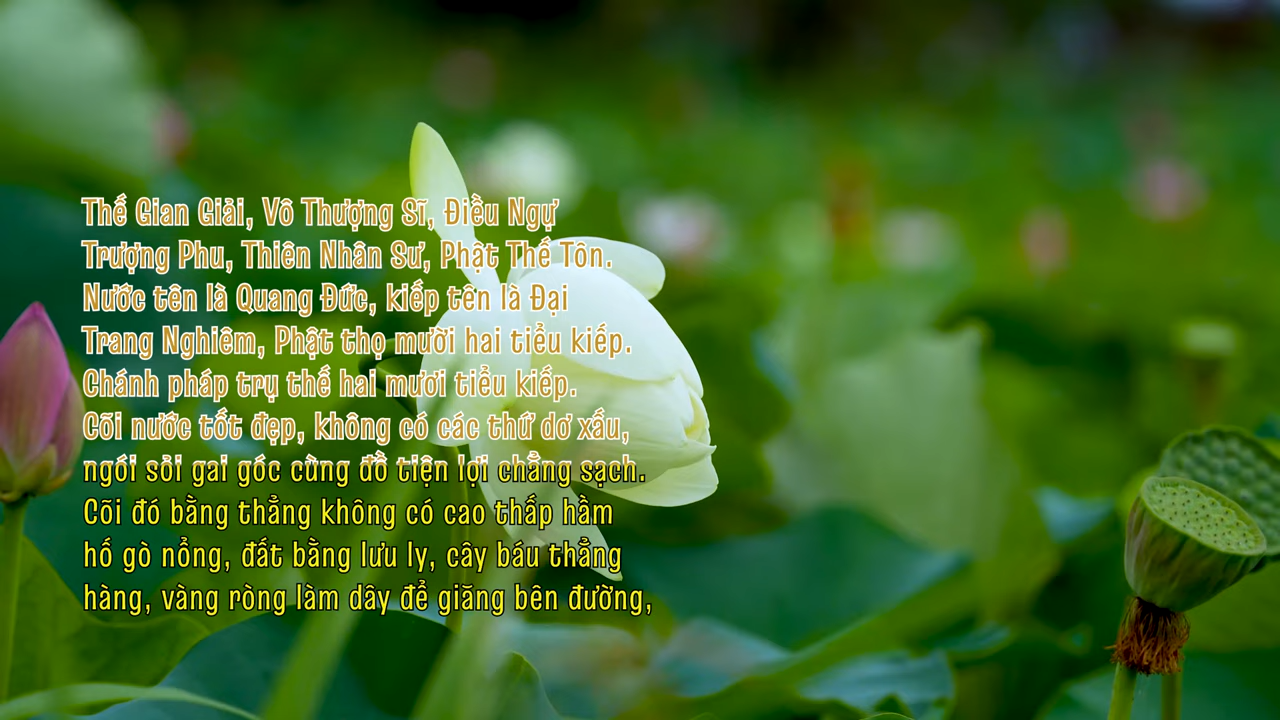 Thế Gian Giải, Vô Thượng Sĩ, Điều Ngự
Trượng Phu, Thiên Nhân Sư, Phật Thế Tôn.
Nước tên là Quang Đức, kiếp tên là Đại
Trang Nghiêm, Phật thọ mười hai tiểu kiếp.
Chánh pháp trụ thế hai mươi tiểu kiếp.
Cõi nước tốt đẹp, không có các thứ dơ xấu,
ngói sỏi gai góc cùng đồ tiện lợi chẳng sạch.
Cõi đó bằng thẳng không có cao thấp hầm
hố gò nổng, đất bằng lưu ly, cây báu thẳng
hàng, vàng ròng làm dây để giăng bên đường,